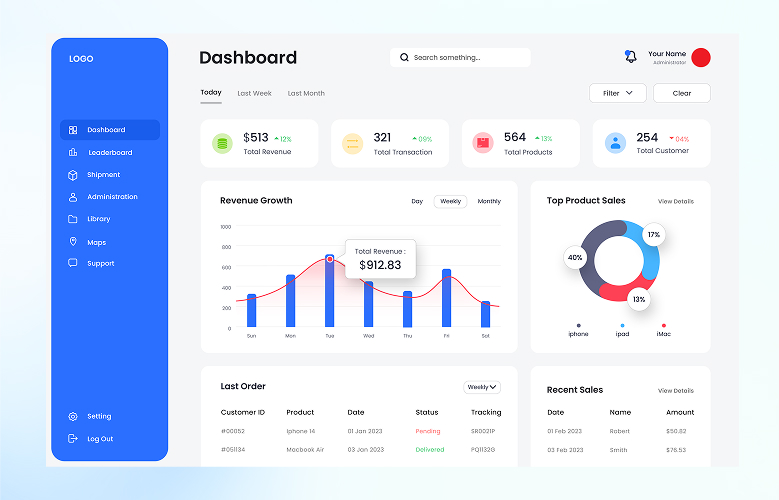 LOGO
Dashboard
Leaderboard
Shipment
Administration
Library
Maps
Support
Setting
Log Out
Dashboard
Search something...
Your Name
Administrator
Today Last Week Last Month
Filter Clear
$513 12%
Total Revenue
321 09%
Total Transaction
564 13%
Total Products
254 04%
Total Customer
Revenue Growth
Day Weekly Monthly
1000
800
600
400
200
0
Total Revenue :
$912.83
Sun Mon Tue Wed Thu Fri Sat
Top Product Sales View Details
17%
40%
13%
iphone ipad iMac
Last Order Weekly
Customer ID Product Date Status Tracking
#00052 Iphone 14 01 Jan 2023 Pending SR0021P
#051134 Macbook Air 03 Jan 2023 Delivered PQ1132G
Recent Sales View Details
Date Name Amount
01 Feb 2023 Robert $50.82
03 Feb 2023 Smith $76.53